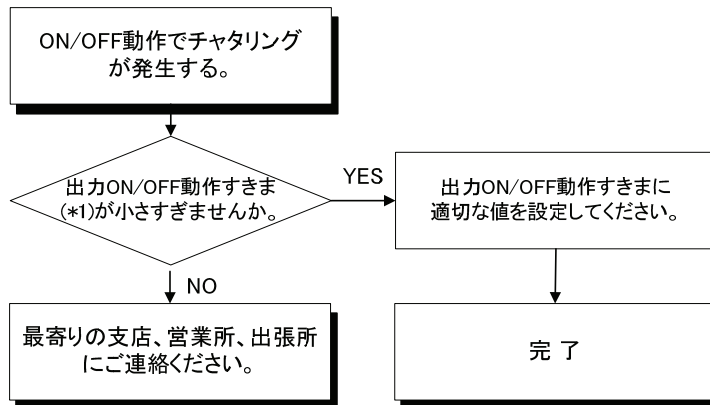 ON/OFF動作でチャタリング
が発生する。
出力ON/OFF動作すきま
(*1)が小さすぎませんか。
YES
出力ON/OFF動作すきまに
適切な値を設定してください。
NO
最寄りの支店、営業所、出張所
にご連絡ください。
完 了